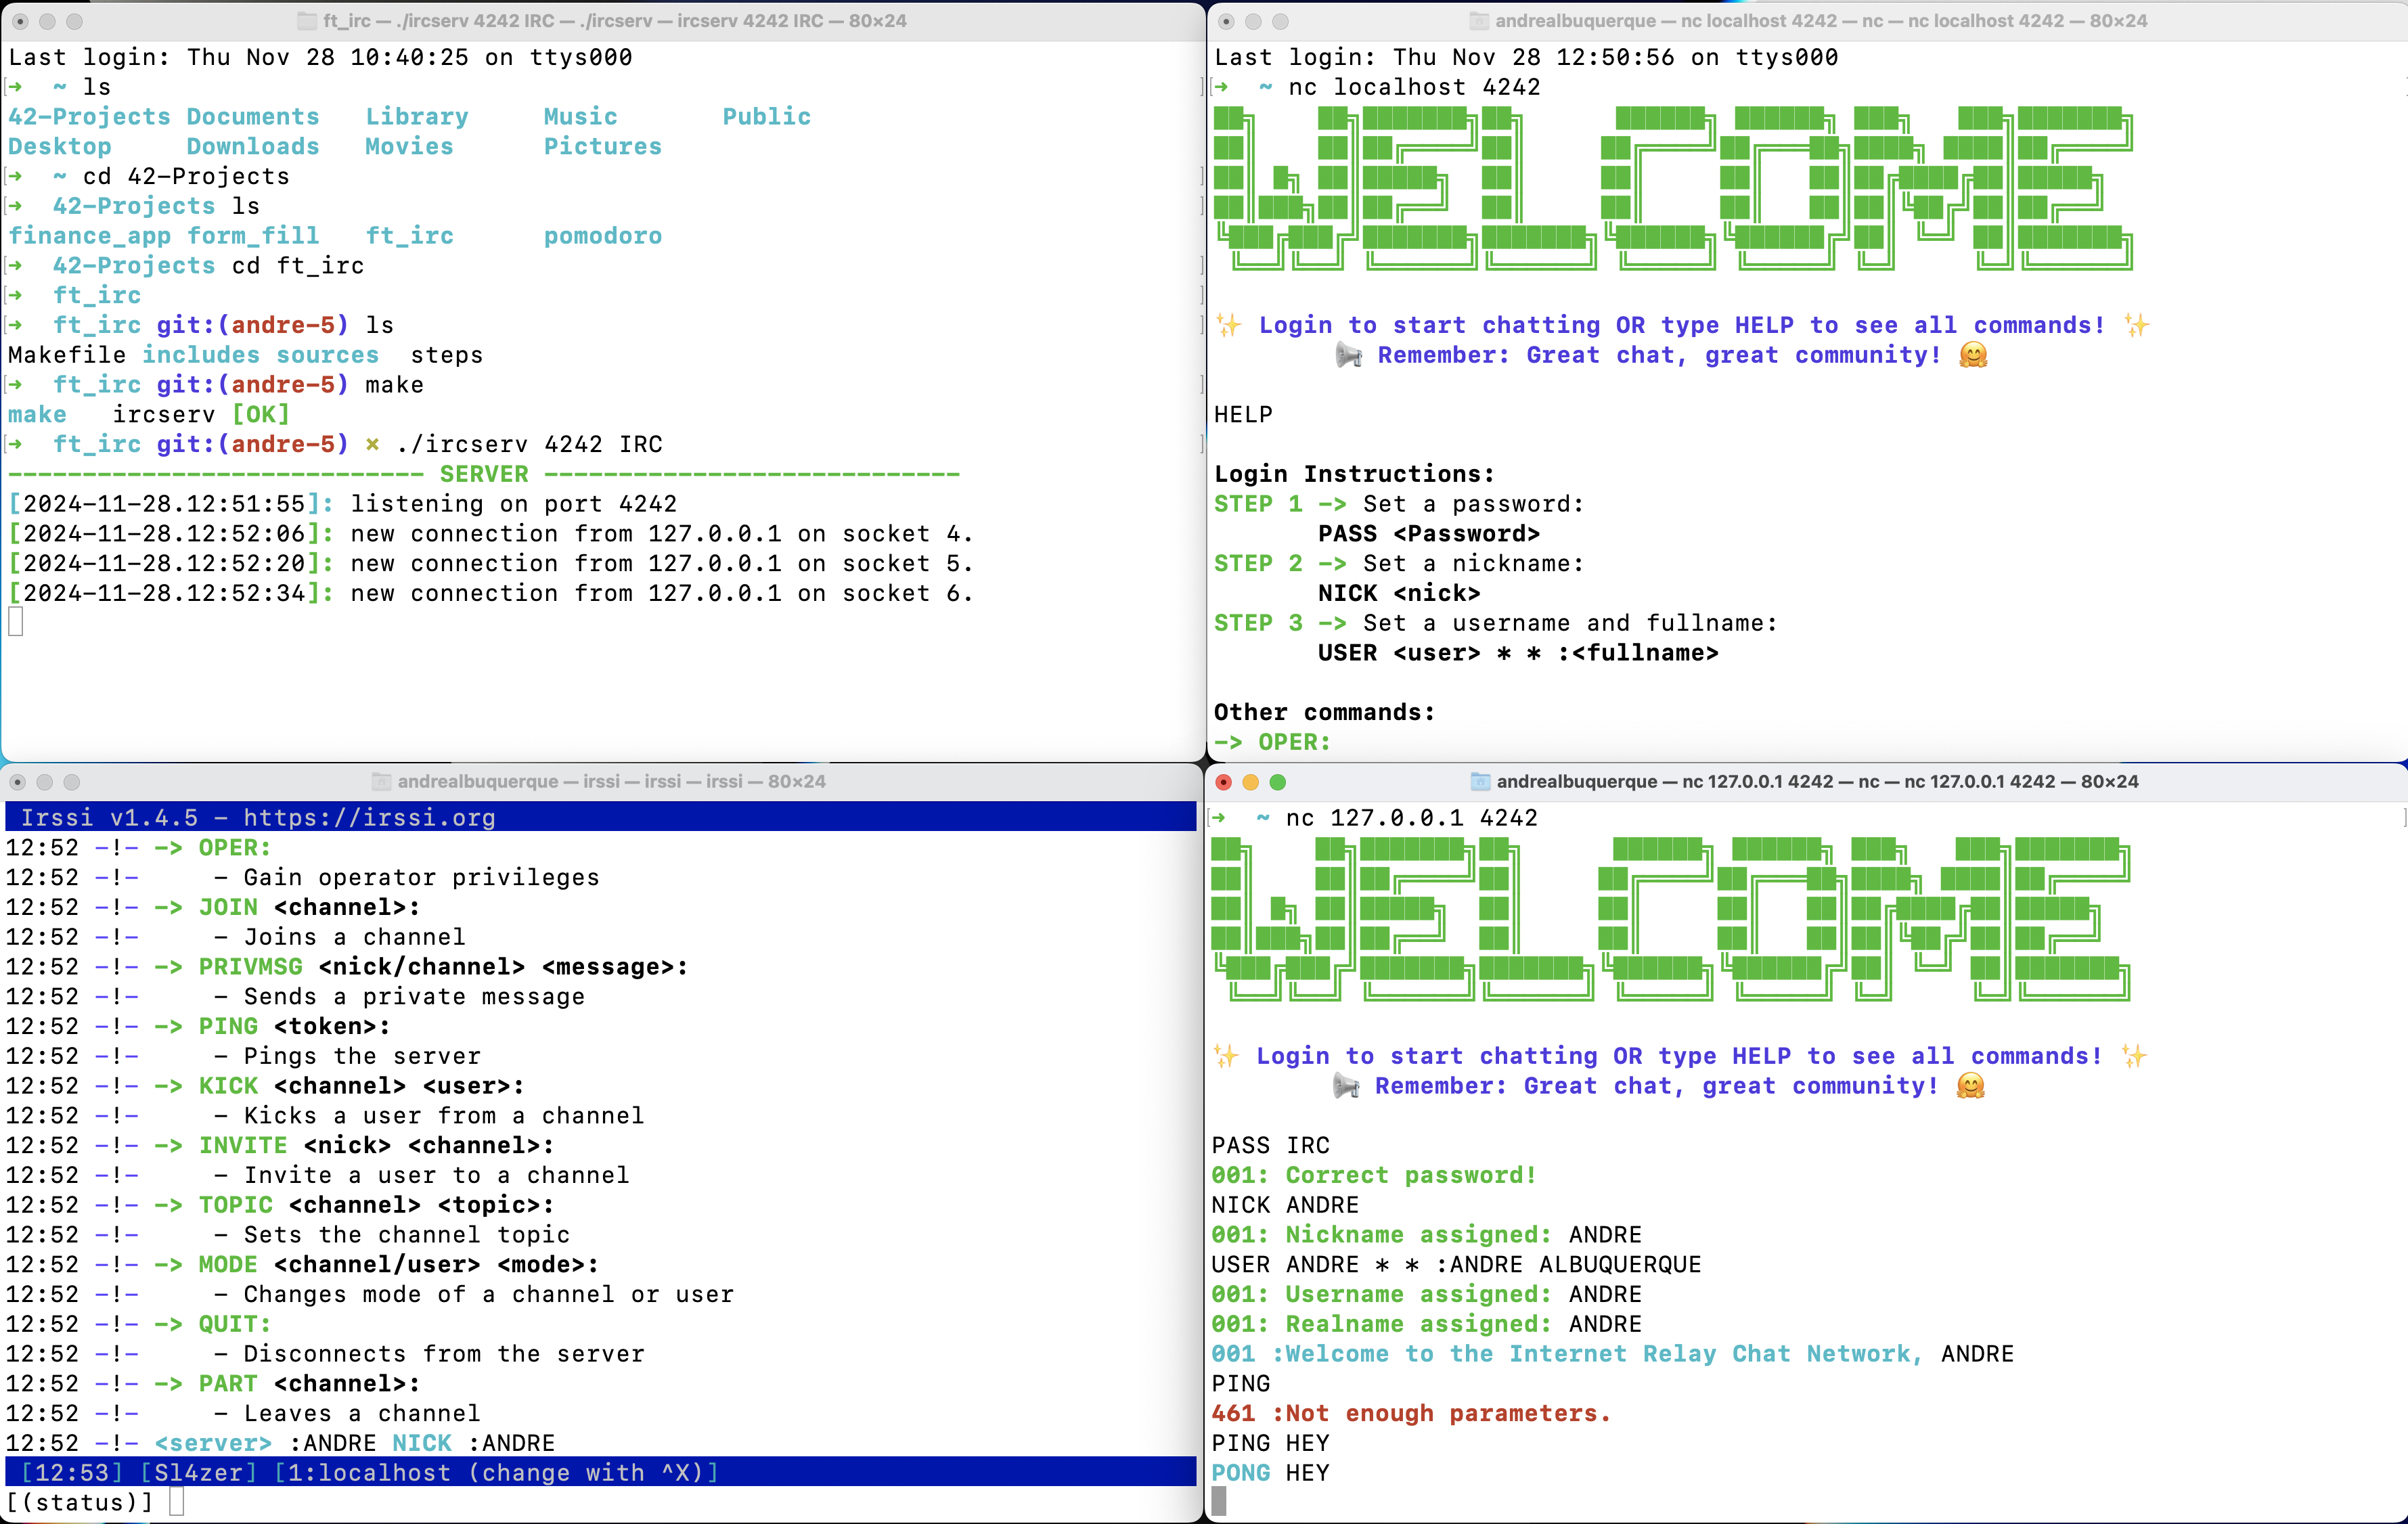 ft_irc — ./ircserv 4242 IRC — ./ircserv — ircserv 4242 IRC — 80×24
Last login: Thu Nov 28 10:40:25 on ttys000
➜  ~ ls
42-Projects Documents   Library     Music       Public
Desktop     Downloads   Movies      Pictures
➜  ~ cd 42-Projects
➜  42-Projects ls
finance_app form_fill   ft_irc      pomodoro
➜  42-Projects cd ft_irc
➜  ft_irc
➜  ft_irc git:(andre-5) ls
Makefile includes sources  steps
➜  ft_irc git:(andre-5) make
make   ircserv [OK]
➜  ft_irc git:(andre-5) × ./ircserv 4242 IRC
---------------------------- SERVER ----------------------------
[2024-11-28.12:51:55]: listening on port 4242
[2024-11-28.12:52:06]: new connection from 127.0.0.1 on socket 4.
[2024-11-28.12:52:20]: new connection from 127.0.0.1 on socket 5.
[2024-11-28.12:52:34]: new connection from 127.0.0.1 on socket 6.
andrealbuquerque — nc localhost 4242 — nc — nc localhost 4242 — 80×24
Last login: Thu Nov 28 12:50:56 on ttys000
➜  ~ nc localhost 4242
WELCOME
✨ Login to start chatting OR type HELP to see all commands! ✨
📢 Remember: Great chat, great community! 🤗
HELP
Login Instructions:
STEP 1 -> Set a password:
PASS <Password>
STEP 2 -> Set a nickname:
NICK <nick>
STEP 3 -> Set a username and fullname:
USER <user> * * :<fullname>
Other commands:
-> OPER:
andrealbuquerque — irssi — irssi — irssi — 80×24
Irssi v1.4.5 - https://irssi.org
12:52 -!- -> OPER:
12:52 -!-     - Gain operator privileges
12:52 -!- -> JOIN <channel>:
12:52 -!-     - Joins a channel
12:52 -!- -> PRIVMSG <nick/channel> <message>:
12:52 -!-     - Sends a private message
12:52 -!- -> PING <token>:
12:52 -!-     - Pings the server
12:52 -!- -> KICK <channel> <user>:
12:52 -!-     - Kicks a user from a channel
12:52 -!- -> INVITE <nick> <channel>:
12:52 -!-     - Invite a user to a channel
12:52 -!- -> TOPIC <channel> <topic>:
12:52 -!-     - Sets the channel topic
12:52 -!- -> MODE <channel/user> <mode>:
12:52 -!-     - Changes mode of a channel or user
12:52 -!- -> QUIT:
12:52 -!-     - Disconnects from the server
12:52 -!- -> PART <channel>:
12:52 -!-     - Leaves a channel
12:52 -!- <server> :ANDRE NICK :ANDRE
[12:53] [Sl4zer] [1:localhost (change with ^X)]
[(status)]
andrealbuquerque — nc 127.0.0.1 4242 — nc — nc 127.0.0.1 4242 — 80×24
➜  ~ nc 127.0.0.1 4242
WELCOME
✨ Login to start chatting OR type HELP to see all commands! ✨
📢 Remember: Great chat, great community! 🤗
PASS IRC
001: Correct password!
NICK ANDRE
001: Nickname assigned: ANDRE
USER ANDRE * * :ANDRE ALBUQUERQUE
001: Username assigned: ANDRE
001: Realname assigned: ANDRE
001 :Welcome to the Internet Relay Chat Network, ANDRE
PING
461 :Not enough parameters.
PING HEY
PONG HEY